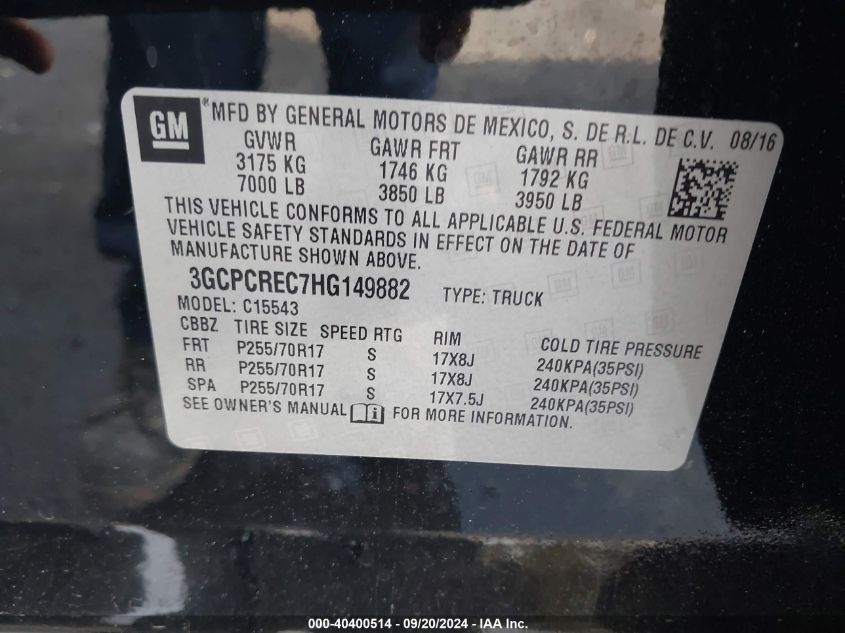 GM ® MFD BY GENERAL MOTORS DE MEXICO, S. DE R.L. DE C.V. 08/16
GVWR GAWR FRT GAWR RR
3175 KG 1746 KG 1792 KG
7000 LB 3850 LB 3950 LB
THIS VEHICLE CONFORMS TO ALL APPLICABLE U.S. FEDERAL MOTOR
VEHICLE SAFETY STANDARDS IN EFFECT ON THE DATE OF
MANUFACTURE SHOWN ABOVE.
3GCPCREC7HG149882 TYPE: TRUCK
MODEL: C15543
CBBZ TIRE SIZE SPEED RTG RIM COLD TIRE PRESSURE
FRT P255/70R17 S 17X8J 240KPA(35PSI)
RR P255/70R17 S 17X8J 240KPA(35PSI)
SPA P255/70R17 S 17X7.5J 240KPA(35PSI)
SEE OWNER'S MANUAL i FOR MORE INFORMATION.
000-40400514 - 09/20/2024 - IAA Inc.